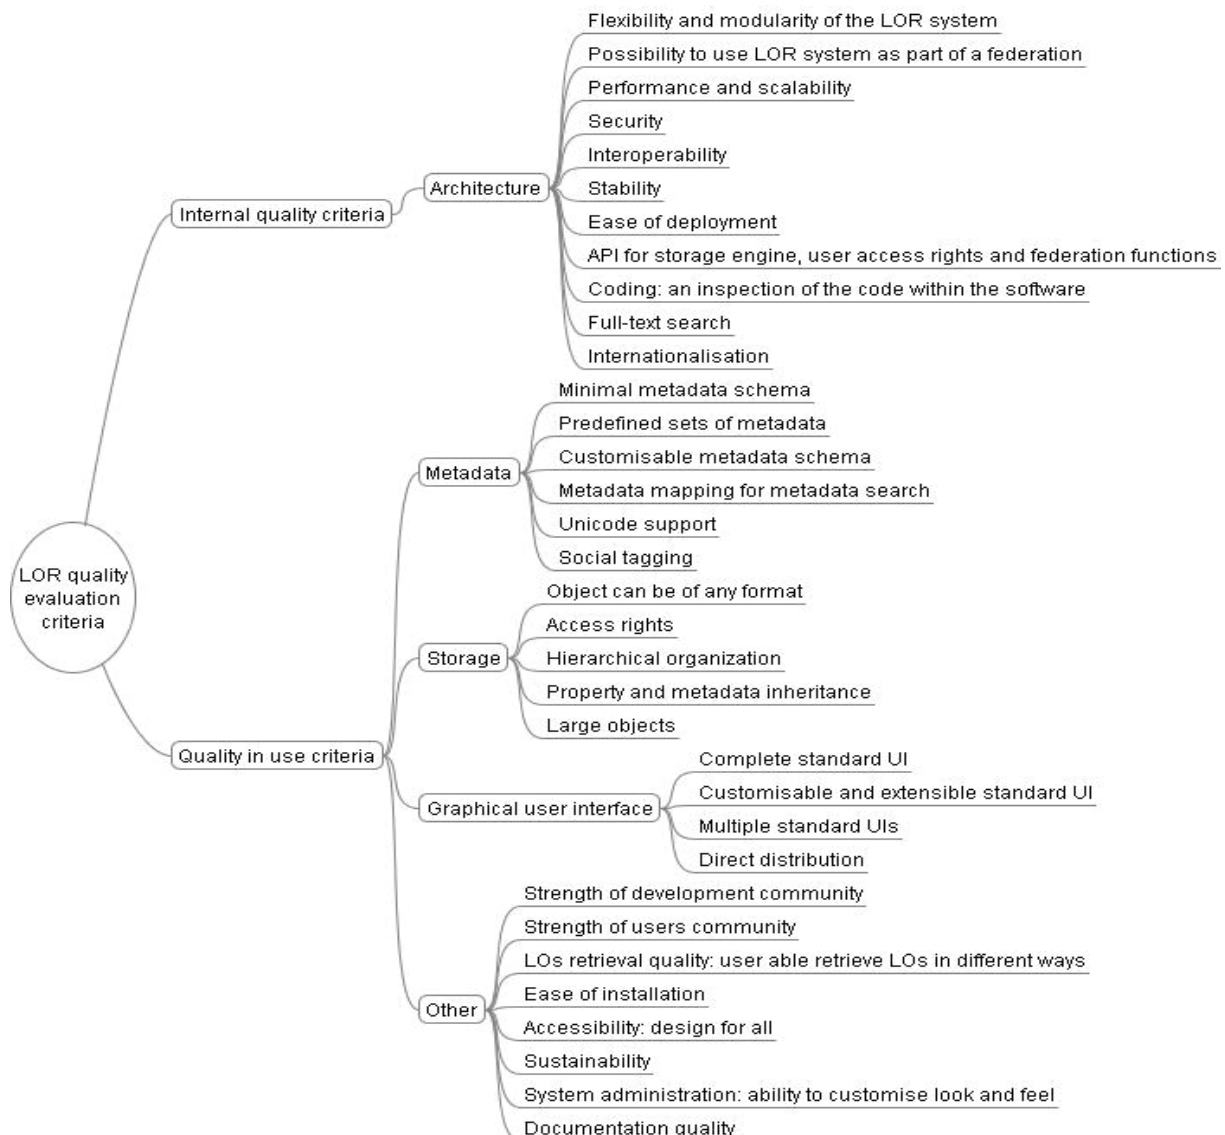 Flexibility and modularity of the LOR system
Possibility to use LOR system as part of a federation
Performance and scalability
Security
Interoperability
Architecture
Stability
Internal quality criteria
Ease of deployment
API for storage engine, user access rights and federation functions
Coding: an inspection of the code within the software
Full-text search
Internationalisation
Minimal metadata schema
Predefined sets of metadata
Customisable metadata schema
Metadata
Metadata mapping for metadata search
Unicode support
Social tagging
LOR quality
evaluation
criteria
Object can be of any format
Access rights
Storage
Hierarchical organization
Property and metadata inheritance
Large objects
Quality in use criteria
Complete standard UI
Customisable and extensible standard UI
Graphical user interface
Multiple standard UIs
Direct distribution
Strength of development community
Strength of users community
LOs retrieval quality: user able retrieve LOs in different ways
Ease of installation
Other
Accessibility: design for all
Sustainability
System administration: ability to customise look and feel
Documentation quality